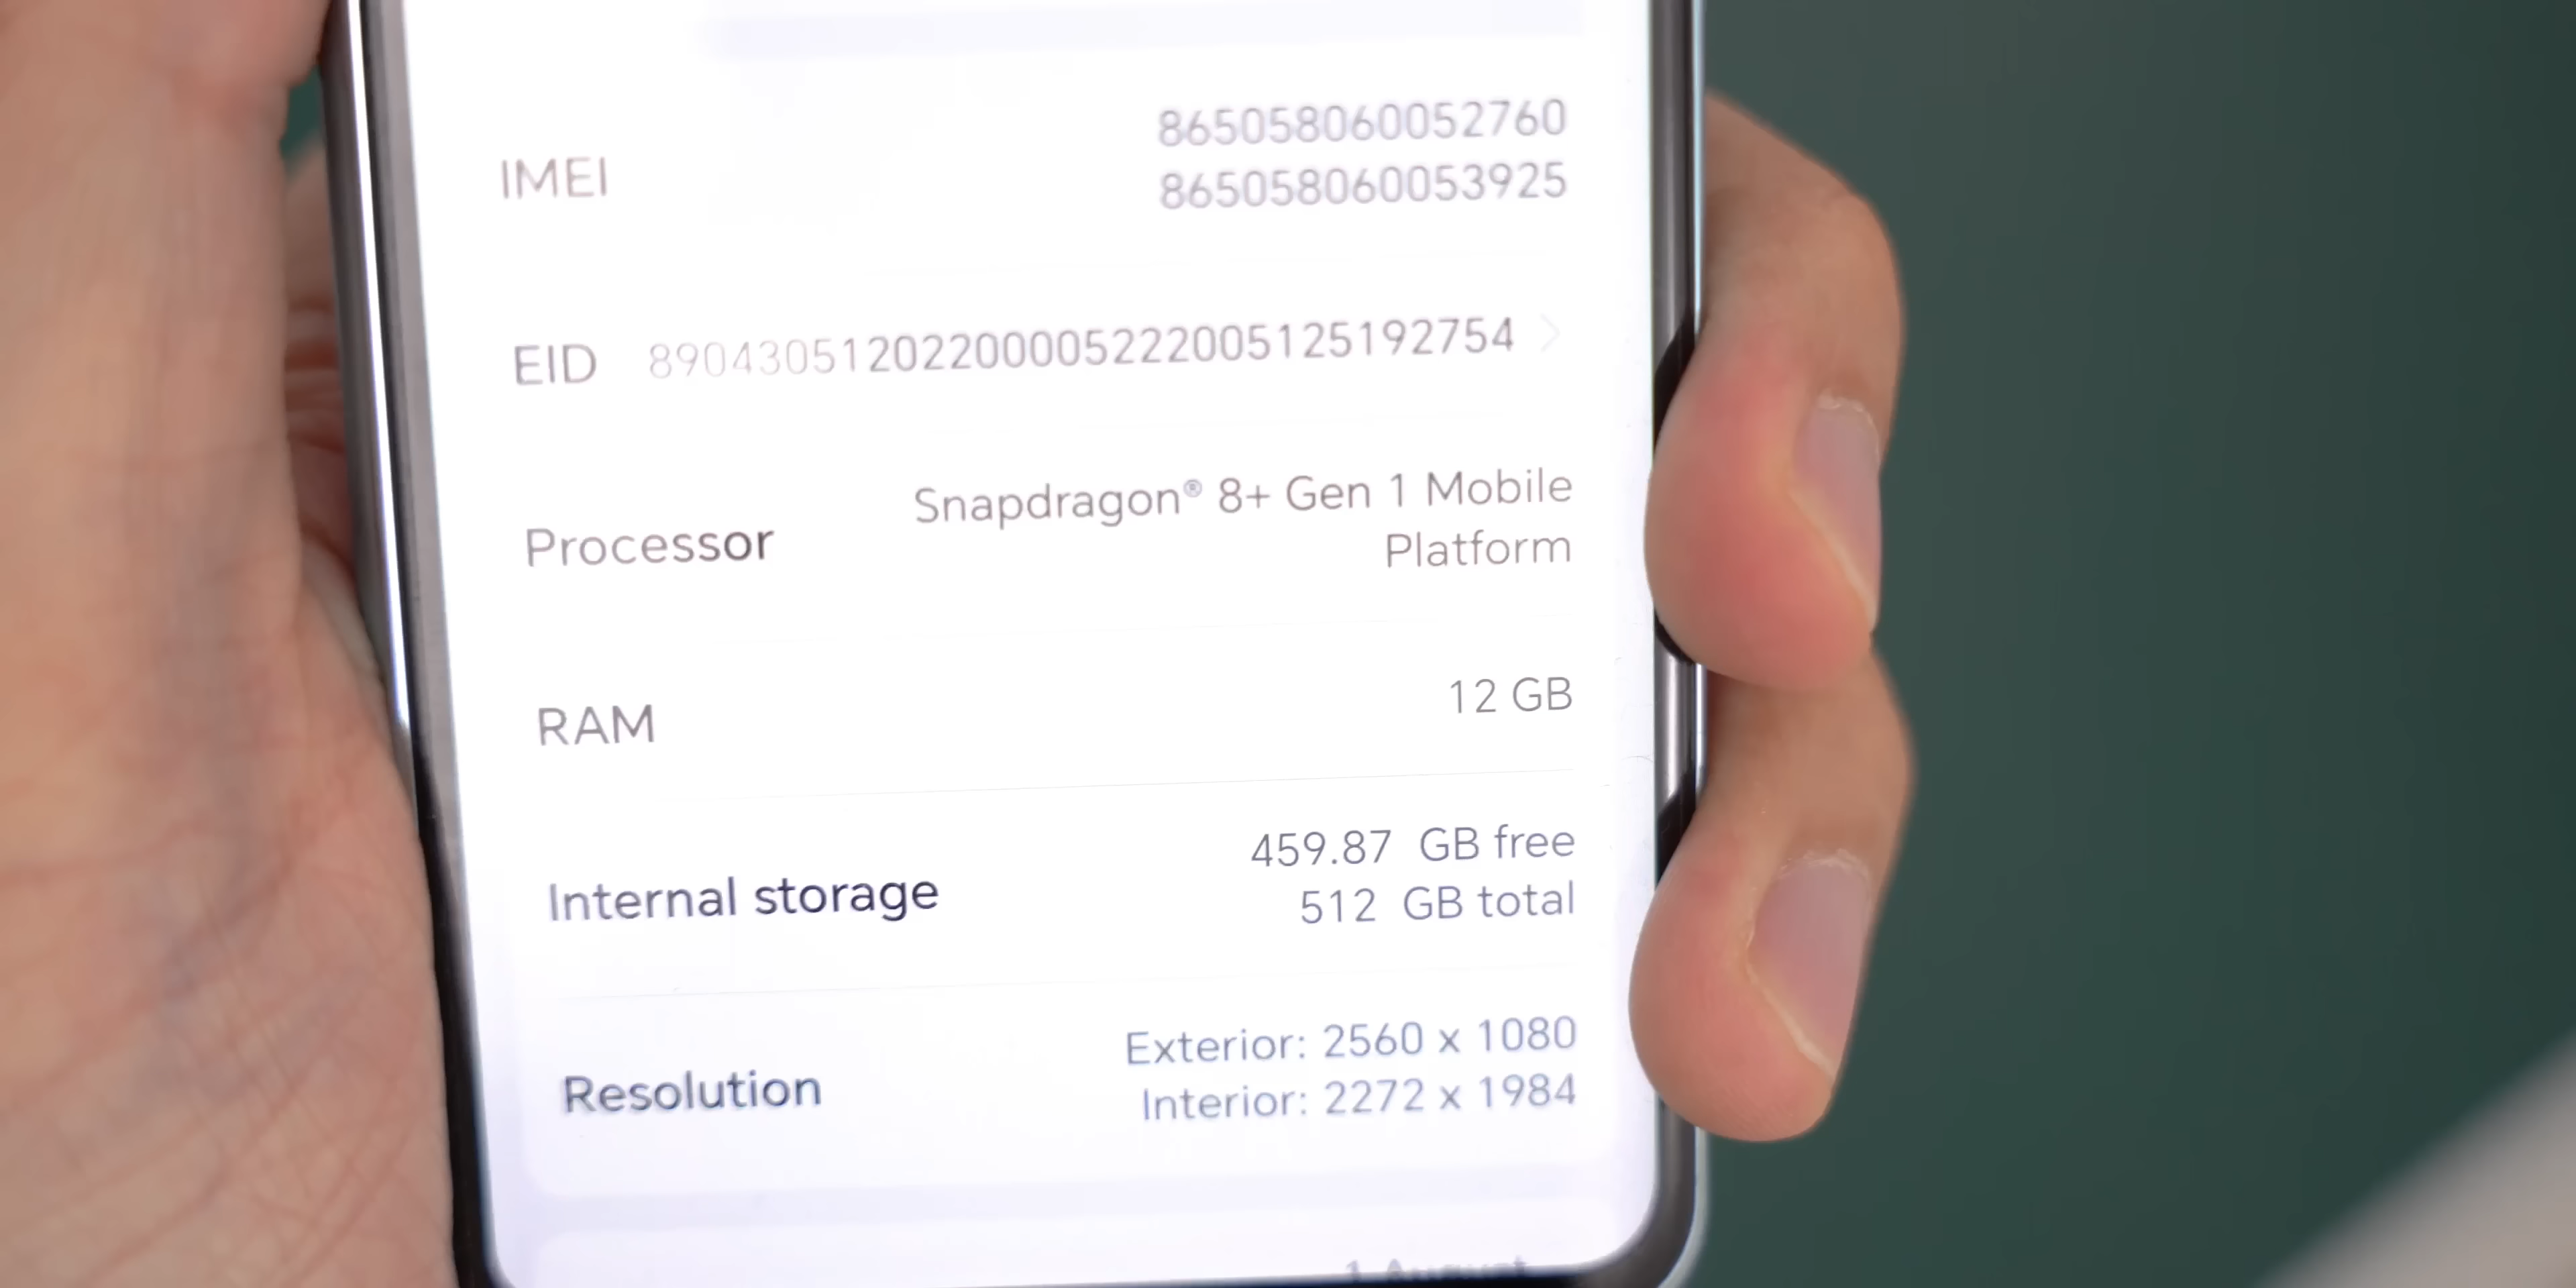 IMEI
865058060052760
865058060053925
EID 89043051202200005222005125192754
Processor
Snapdragon® 8+ Gen 1 Mobile
Platform
RAM
12 GB
Internal storage
459.87 GB free
512 GB total
Resolution
Exterior: 2560 x 1080
Interior: 2272 x 1984